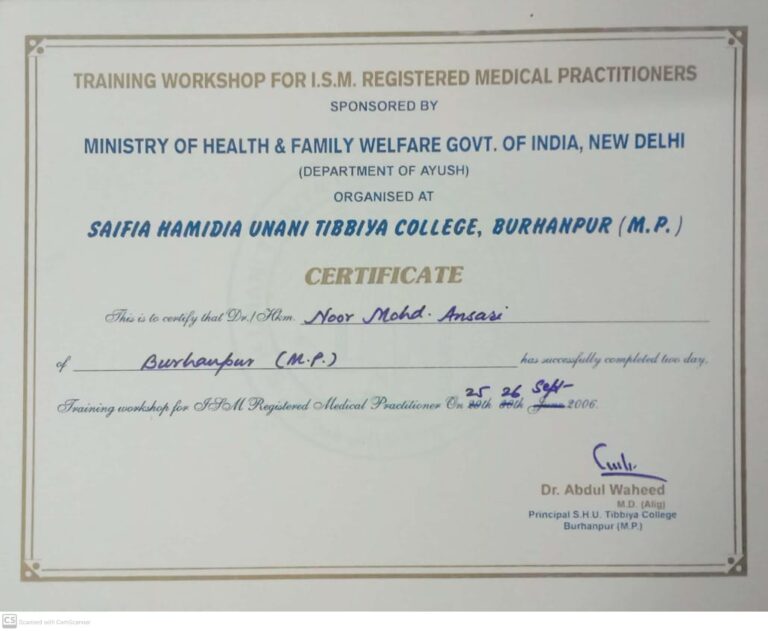 TRAINING WORKSHOP FOR I.S.M. REGISTERED MEDICAL PRACTITIONERS
SPONSORED BY
MINISTRY OF HEALTH & FAMILY WELFARE GOVT. OF INDIA, NEW DELHI
(DEPARTMENT OF AYUSH)
ORGANISED AT
SAIFIA HAMIDIA UNANI TIBBIYA COLLEGE, BURHANPUR (M.P.)
CERTIFICATE
This is to certify that Dr./Hkm. Noor Mohd. Ansari
of Burhanpur (M.P.) has successfully completed two day,
25 26 Sept-
Training workshop for ISM Registered Medical Practitioner On 29th 30th June 2006.
Dr. Abdul Waheed
M.D. (Alig)
Principal S.H.U. Tibbiya College
Burhanpur (M.P.)
CS Scanned with CamScanner